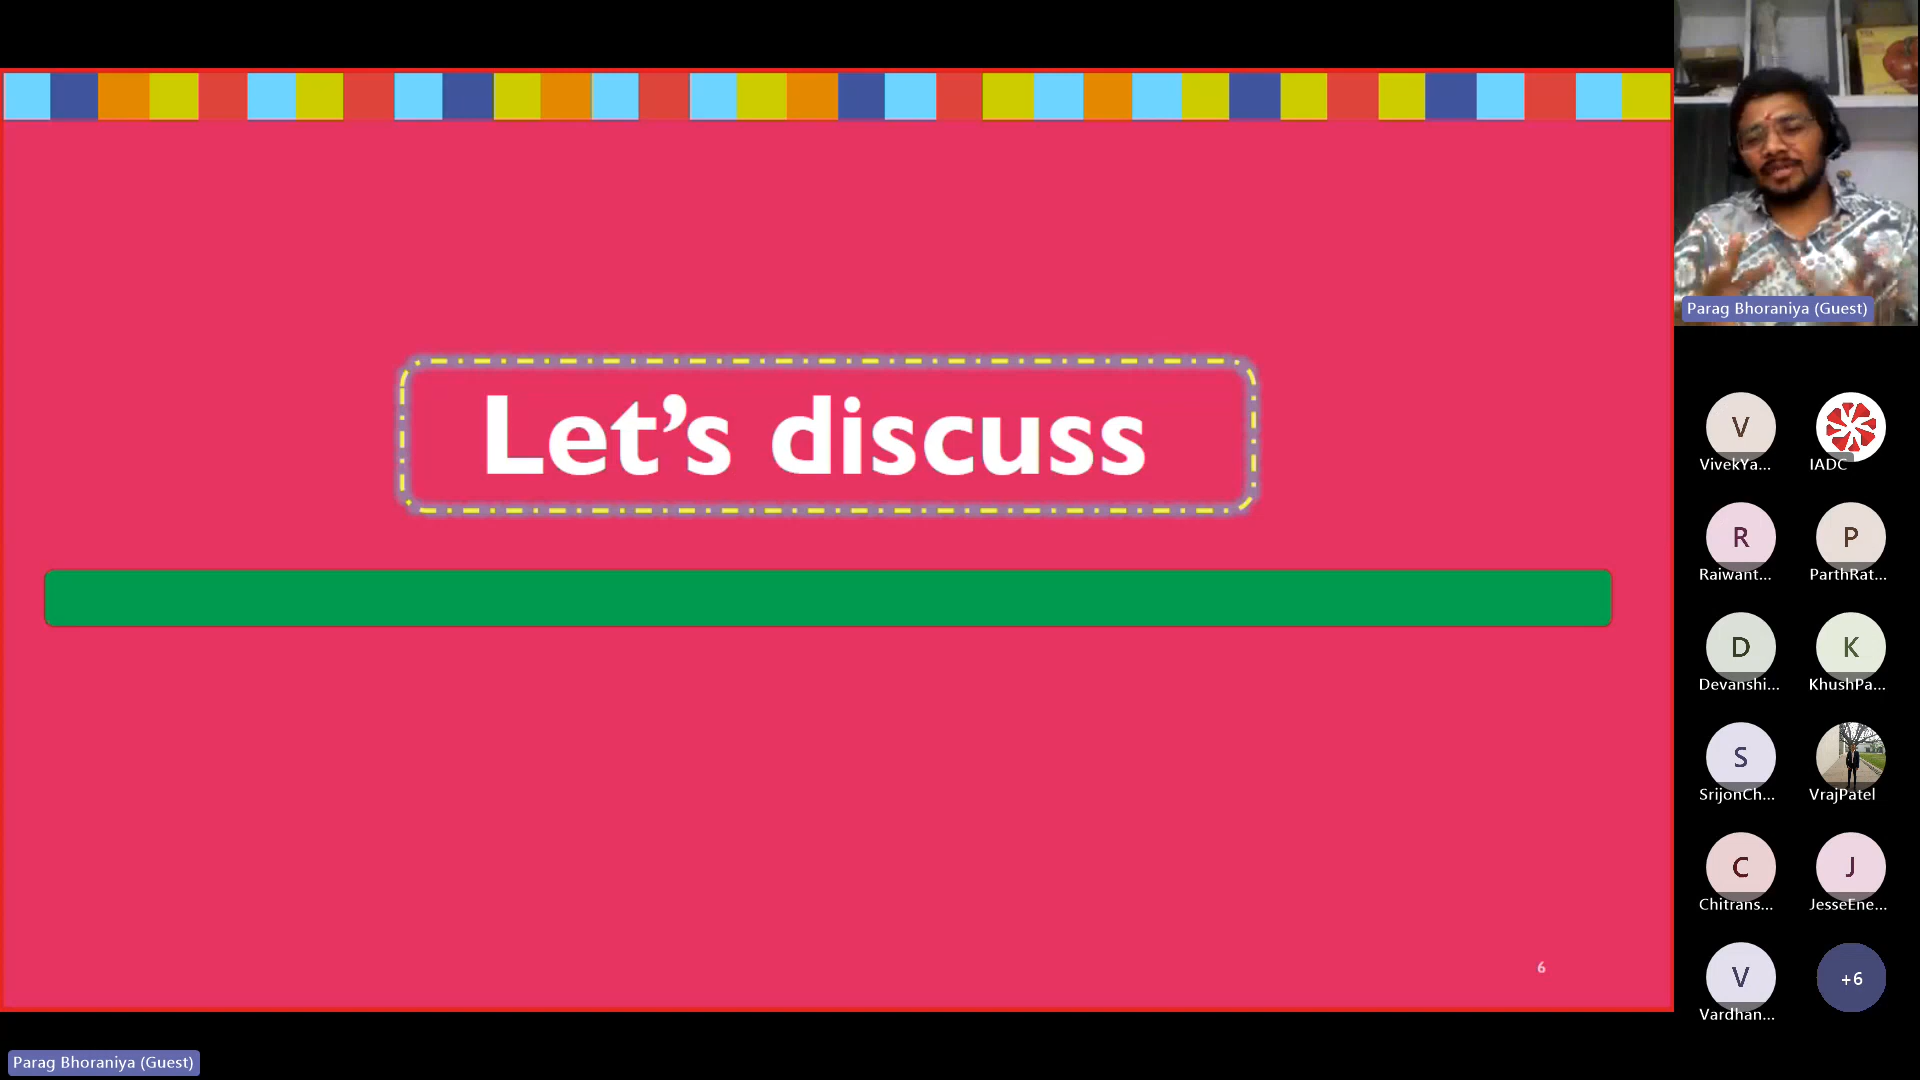 Let’s discuss
6
Parag Bhoraniya (Guest)
V
VivekYa...
IADC
R
Raiwant...
P
ParthRat...
D
Devanshi...
K
KhushPa...
S
SrijonCh...
VrajPatel
C
Chitrans...
J
JesseEne...
V
Vardhan...
+6
Parag Bhoraniya (Guest)